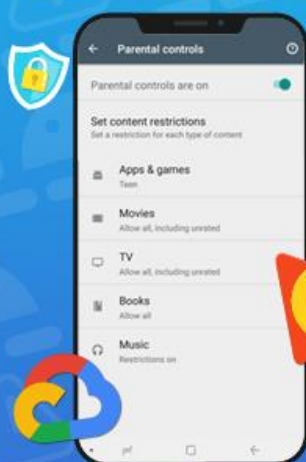 Parental controls
Parental controls are on
Set content restrictions
Set a restriction for each type of content
Apps & games
Teen
Movies
Allow all, including unrated
TV
Allow all, including unrated
Books
Allow all
Music
Restrictions on